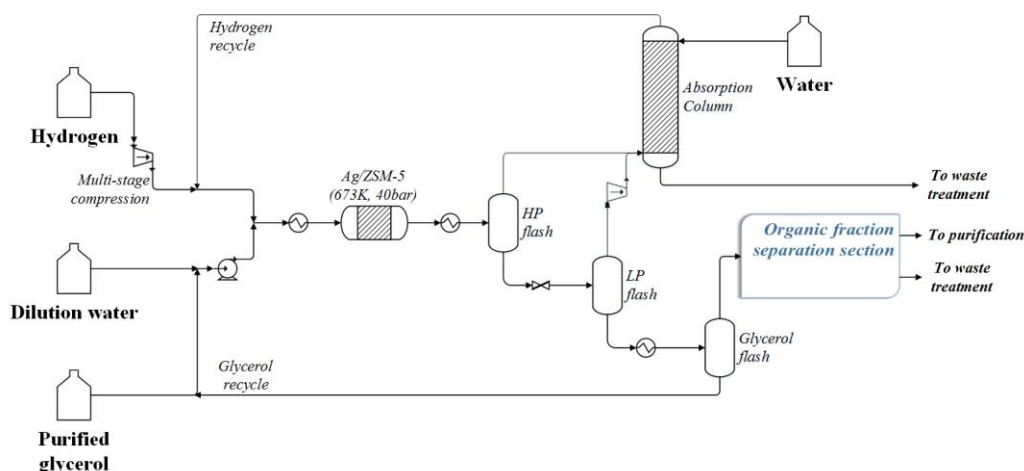 Hydrogen
recycle
Water
Absorption
Column
Hydrogen
Multi-stage
compression
Ag/ZSM-5
(673K, 40bar)
HP
flash
To waste
treatment
Organic fraction
separation section
To purification
To waste
treatment
LP
flash
Dilution water
Glycerol
flash
Glycerol
recycle
Purified
glycerol